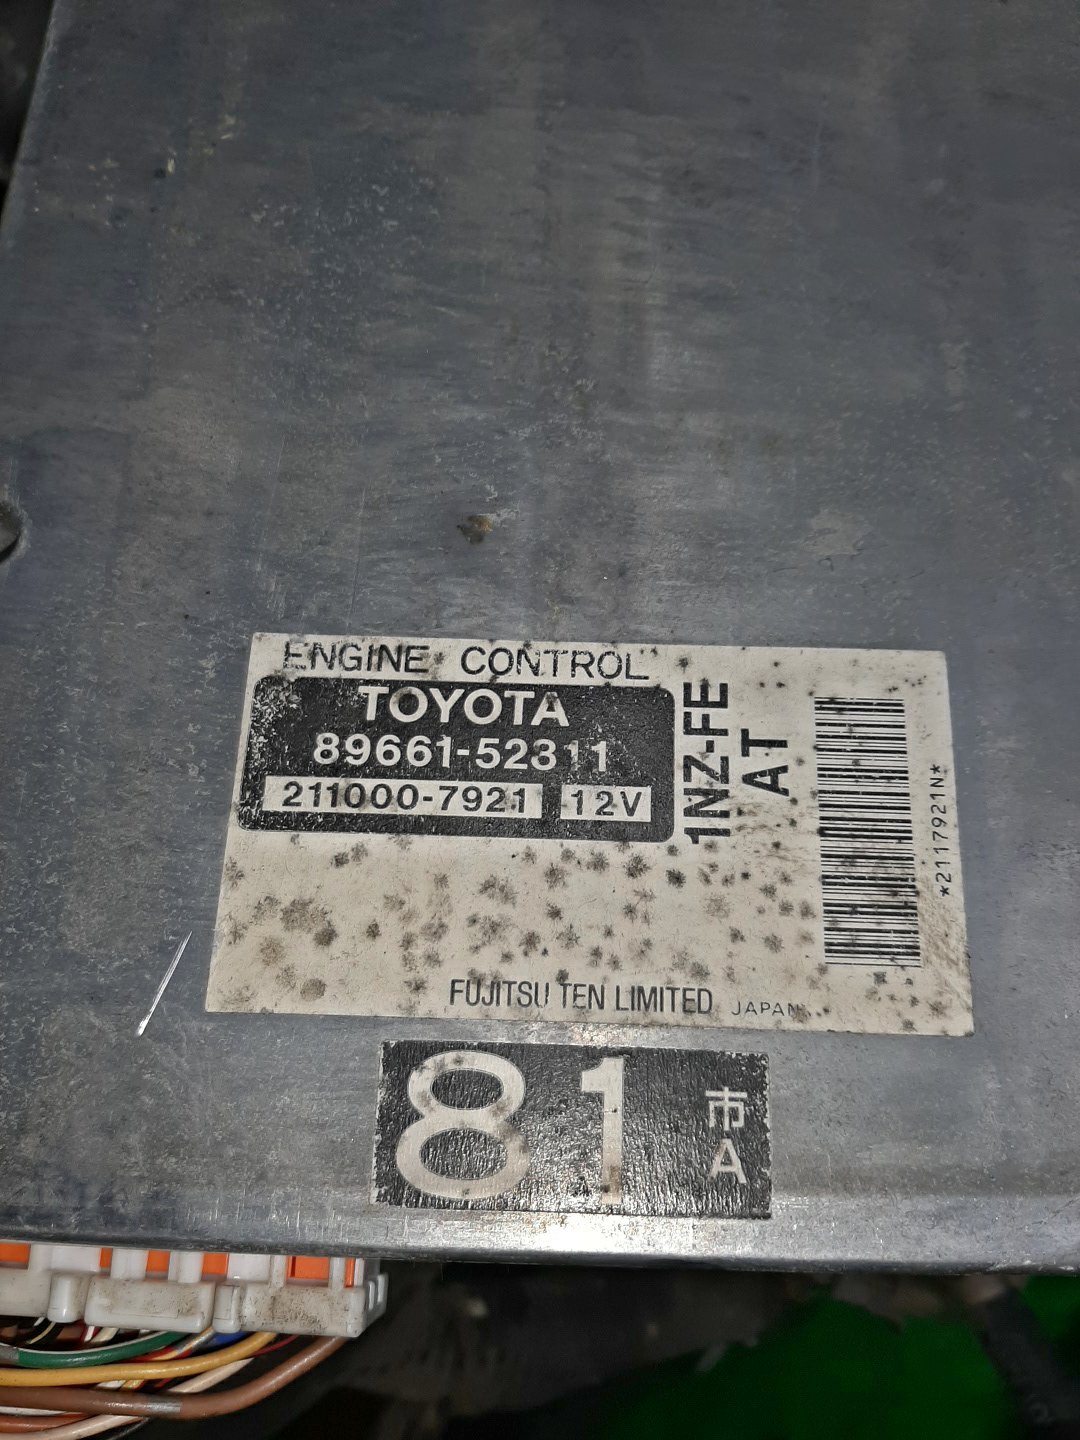 ENGINE CONTROL
TOYOTA
89661-52311
211000-7921 12V
1NZ-FE
AT
*2117921N*
FUJITSU TEN LIMITED JAPAN
81 市
A